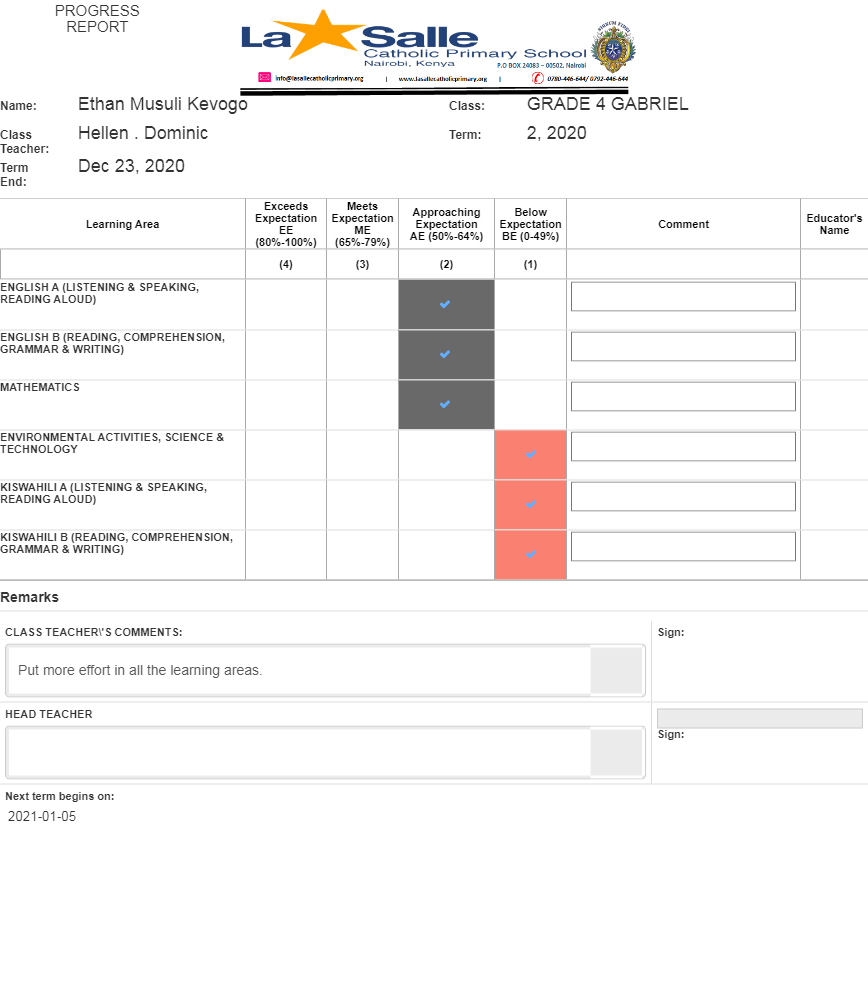 PROGRESS
REPORT
La Salle
Catholic Primary School
Nairobi, Kenya
P.O BOX 24083 – 00502, Nairobi
info@lasallecatholicprimary.org | www.lasallecatholicprimary.org | 0780-446-644/ 0792-446-644
Name: Ethan Musuli Kevogo Class: GRADE 4 GABRIEL
Class Teacher: Hellen . Dominic Term: 2, 2020
Term End: Dec 23, 2020
Learning Area
Exceeds Expectation EE (80%-100%)
Meets Expectation ME (65%-79%)
Approaching Expectation AE (50%-64%)
Below Expectation BE (0-49%)
Comment
Educator's Name
(4) (3) (2) (1)
ENGLISH A (LISTENING & SPEAKING,
READING ALOUD)
ENGLISH B (READING, COMPREHENSION,
GRAMMAR & WRITING)
MATHEMATICS
ENVIRONMENTAL ACTIVITIES, SCIENCE &
TECHNOLOGY
KISWAHILI A (LISTENING & SPEAKING,
READING ALOUD)
KISWAHILI B (READING, COMPREHENSION,
GRAMMAR & WRITING)
Remarks
CLASS TEACHER\'S COMMENTS: Sign:
Put more effort in all the learning areas.
HEAD TEACHER
Sign:
Next term begins on:
2021-01-05